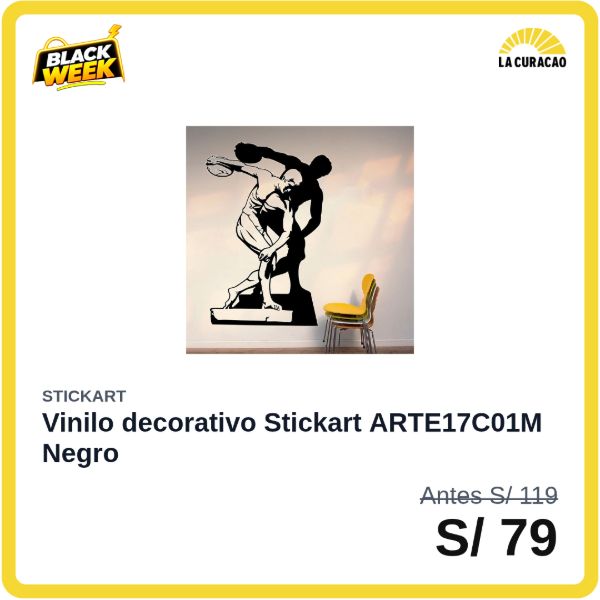 BLACK
WEEK
LA CURACAO
STICKART
Vinilo decorativo Stickart ARTE17C01M
Negro
Antes S/ 119
S/ 79